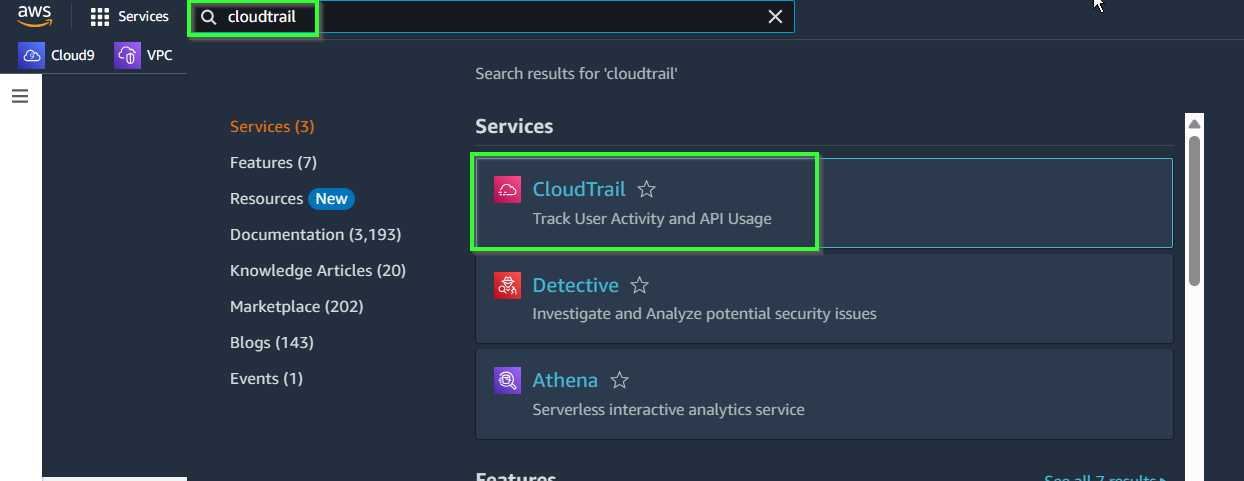 aws
Services
cloudtrail
Cloud9
VPC
Search results for 'cloudtrail'
Services (3)
Features (7)
Resources New
Documentation (3,193)
Knowledge Articles (20)
Marketplace (202)
Blogs (143)
Events (1)
Services
CloudTrail
Track User Activity and API Usage
Detective
Investigate and Analyze potential security issues
Athena
Serverless interactive analytics service
Features
See all 7 results